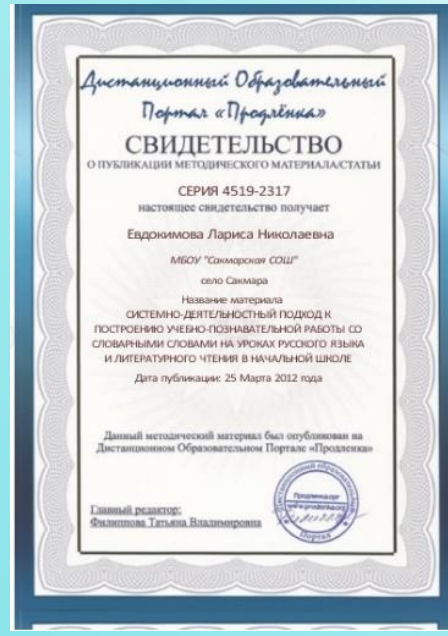 Дистанционный Образовательный
Портал «Продлёнка»
СВИДЕТЕЛЬСТВО
О ПУБЛИКАЦИИ МЕТОДИЧЕСКОГО МАТЕРИАЛА/СТАТЬИ
СЕРИЯ 4519-2317
настоящее свидетельство получает
Евдокимова Лариса Николаевна
МБОУ "Сакмарская СОШ"
село Сакмара
Название материала
СИСТЕМНО-ДЕЯТЕЛЬНОСТНЫЙ ПОДХОД К
ПОСТРОЕНИЮ УЧЕБНО-ПОЗНАВАТЕЛЬНОЙ РАБОТЫ СО
СЛОВАРНЫМИ СЛОВАМИ НА УРОКАХ РУССКОГО ЯЗЫКА
И ЛИТЕРАТУРНОГО ЧТЕНИЯ В НАЧАЛЬНОЙ ШКОЛЕ
Дата публикации: 25 Марта 2012 года
Данный методический материал был опубликован на
Дистанционном Образовательном Портале «Продленка»
Главный редактор:
Филиппова Татьяна Владимировна
Портал